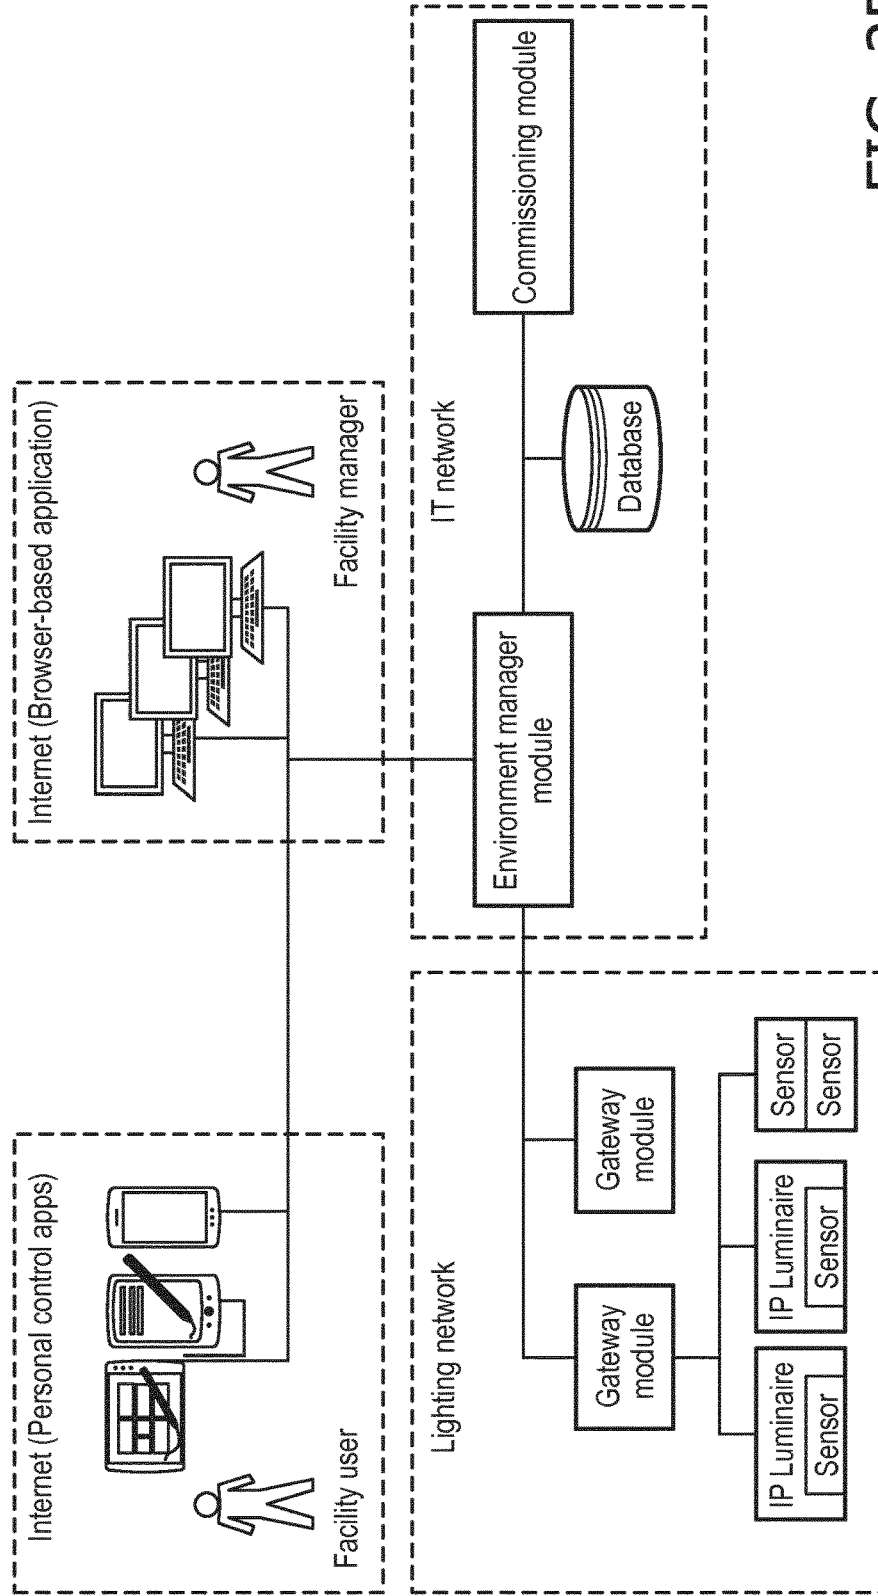 Internet (Personal control apps)
Facility user
Internet (Browser-based application)
Facility manager
Lighting network
Gateway
module
Gateway
module
IP Luminaire
Sensor
IP Luminaire
Sensor
Sensor
Sensor
IT network
Environment manager
module
Database
Commissioning module